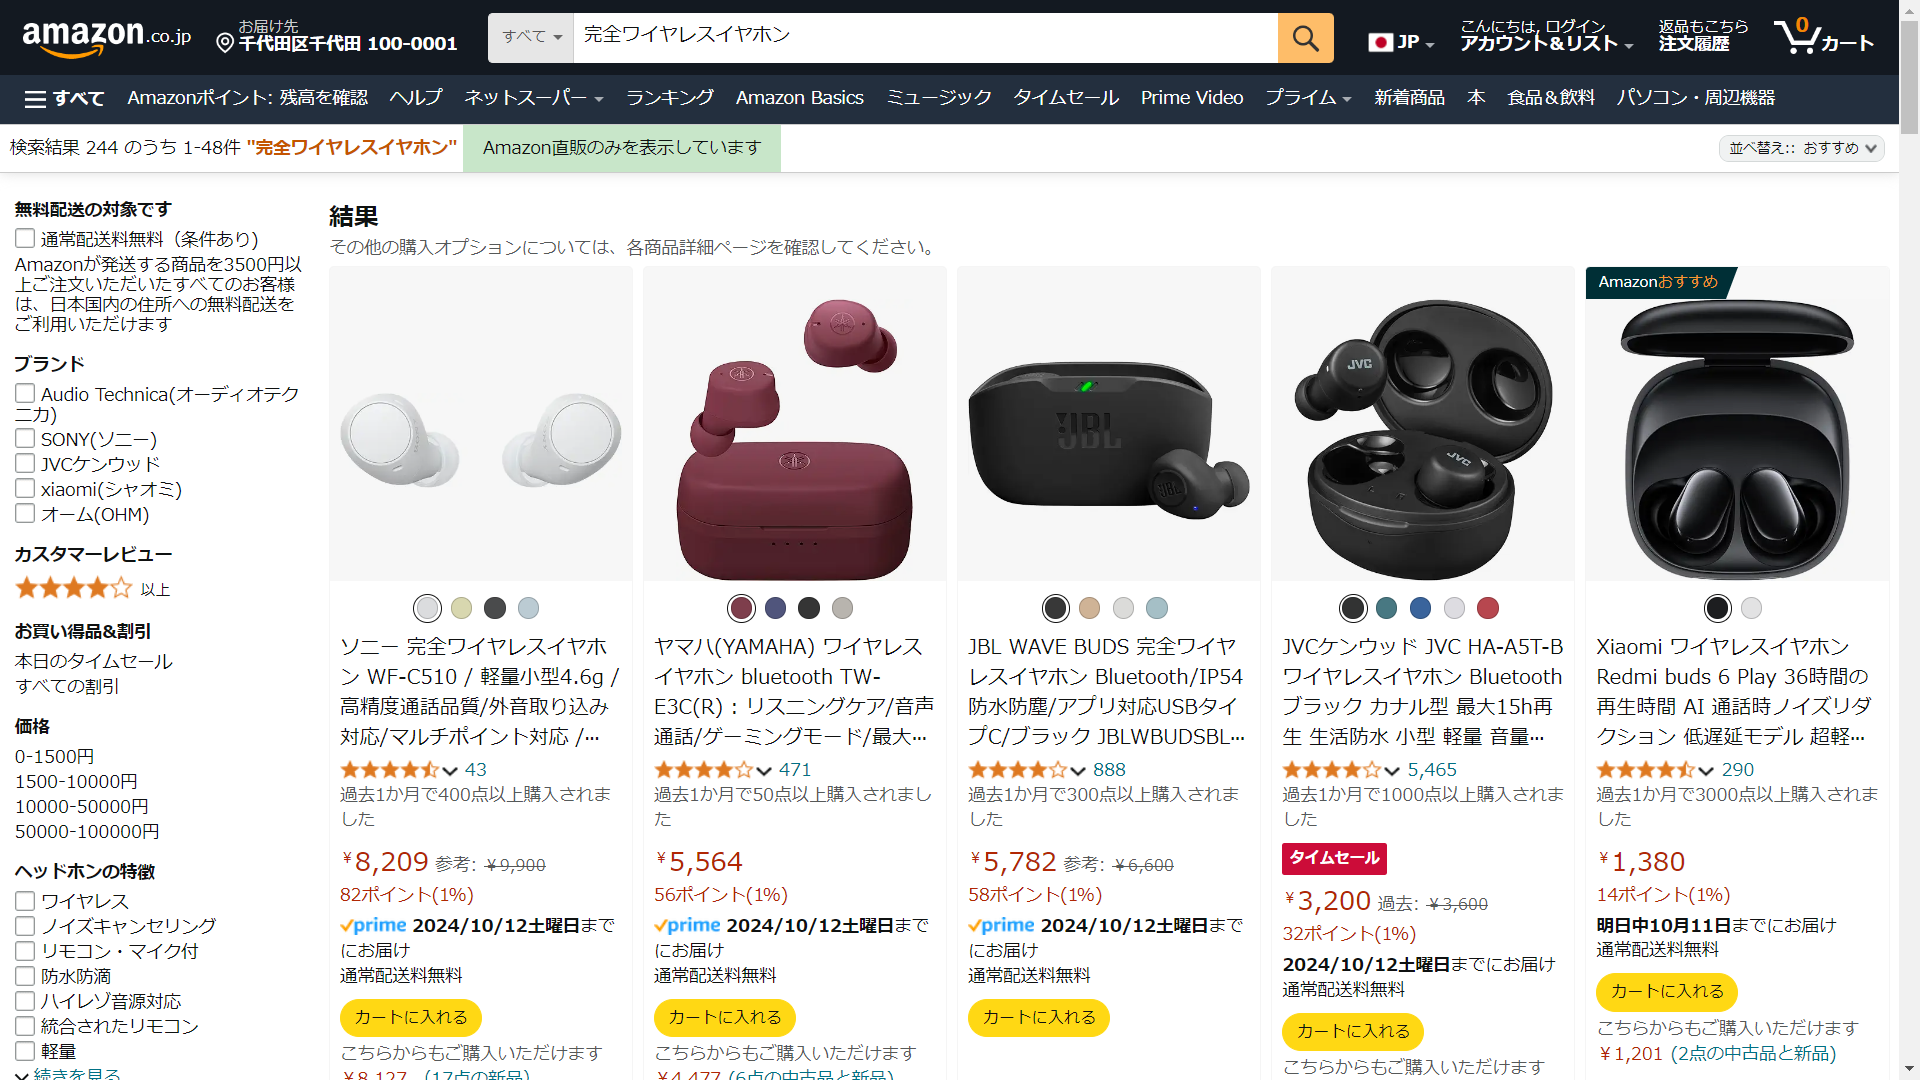 amazon.co.jp
お届け先
千代田区千代田 100-0001
すべて
完全ワイヤレスイヤホン
JP
こんにちは, ログイン
アカウント&リスト
返品もこちら
注文履歴
0
カート
すべて
Amazonポイント: 残高を確認
ヘルプ
ネットスーパー
ランキング
Amazon Basics
ミュージック
タイムセール
Prime Video
プライム
新着商品
本
食品&飲料
パソコン・周辺機器
検索結果 244 のうち 1-48件 "完全ワイヤレスイヤホン"
Amazon直販のみを表示しています
並べ替え:: おすすめ
無料配送の対象です
通常配送料無料（条件あり)
Amazonが発送する商品を3500円以
上ご注文いただいたすべてのお客様
は、日本国内の住所への無料配送を
ご利用いただけます
ブランド
Audio Technica(オーディオテク
ニカ)
SONY(ソニー)
JVCケンウッド
xiaomi(シャオミ)
オーム(OHM)
カスタマーレビュー
以上
お買い得品&割引
本日のタイムセール
すべての割引
価格
0-1500円
1500-10000円
10000-50000円
50000-100000円
ヘッドホンの特徴
ワイヤレス
ノイズキャンセリング
リモコン・マイク付
防水防滴
ハイレゾ音源対応
統合されたリモコン
軽量
続きを見る
結果
その他の購入オプションについては、各商品詳細ページを確認してください。
ソニー 完全ワイヤレスイヤホ
ン WF-C510 / 軽量小型4.6g /
高精度通話品質/外音取り込み
対応/マルチポイント対応 /…
43
過去1か月で400点以上購入されま
した
¥8,209 参考: ¥9,900
82ポイント(1%)
prime 2024/10/12土曜日まで
にお届け
通常配送料無料
カートに入れる
こちらからもご購入いただけます
¥8,127 （17点の新品)
ヤマハ(YAMAHA) ワイヤレス
イヤホン bluetooth TW-
E3C(R) : リスニングケア/音声
通話/ゲーミングモード/最大…
471
過去1か月で50点以上購入されまし
た
¥5,564
56ポイント(1%)
prime 2024/10/12土曜日まで
にお届け
通常配送料無料
カートに入れる
こちらからもご購入いただけます
¥4,477 (6点の中古品と新品)
JBL
JBL
JBL WAVE BUDS 完全ワイヤ
レスイヤホン Bluetooth/IP54
防水防塵/アプリ対応USBタイ
プC/ブラック JBLWBUDSBL…
888
過去1か月で300点以上購入されま
した
¥5,782 参考: ¥6,600
58ポイント(1%)
prime 2024/10/12土曜日まで
にお届け
通常配送料無料
カートに入れる
JVC
JVC
JVCケンウッド JVC HA-A5T-B
ワイヤレスイヤホン Bluetooth
ブラック カナル型 最大15h再
生 生活防水 小型 軽量 音量…
5,465
過去1か月で1000点以上購入されま
した
タイムセール
¥3,200 過去: ¥3,600
32ポイント(1%)
2024/10/12土曜日までにお届け
通常配送料無料
カートに入れる
こちらからもご購入いただけます
Amazonおすすめ
Xiaomi ワイヤレスイヤホン
Redmi buds 6 Play 36時間の
再生時間 AI 通話時ノイズリダ
クション 低遅延モデル 超軽…
290
過去1か月で3000点以上購入されま
した
¥1,380
14ポイント(1%)
明日中10月11日までにお届け
通常配送料無料
カートに入れる
こちらからもご購入いただけます
¥1,201 (2点の中古品と新品)